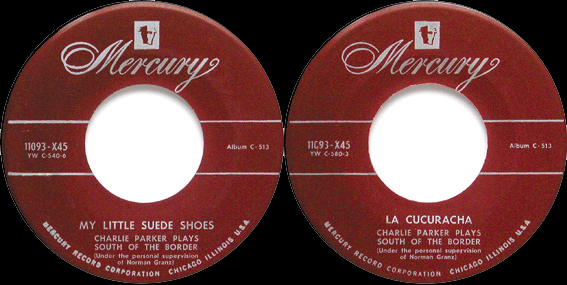 Mercury
11093-X45
YW C-540-6
Album C-513
MY LITTLE SUEDE SHOES
CHARLIE PARKER PLAYS
SOUTH OF THE BORDER
(Under the personal supervision
of Norman Granz)
MERCURY RECORD CORPORATION CHICAGO ILLINOIS U.S.A.
Mercury
11093-X45
YW C-580-3
Album C-513
LA CUCURACHA
CHARLIE PARKER PLAYS
SOUTH OF THE BORDER
(Under the personal supervision
of Norman Granz)
MERCURY RECORD CORPORATION CHICAGO ILLINOIS U.S.A.